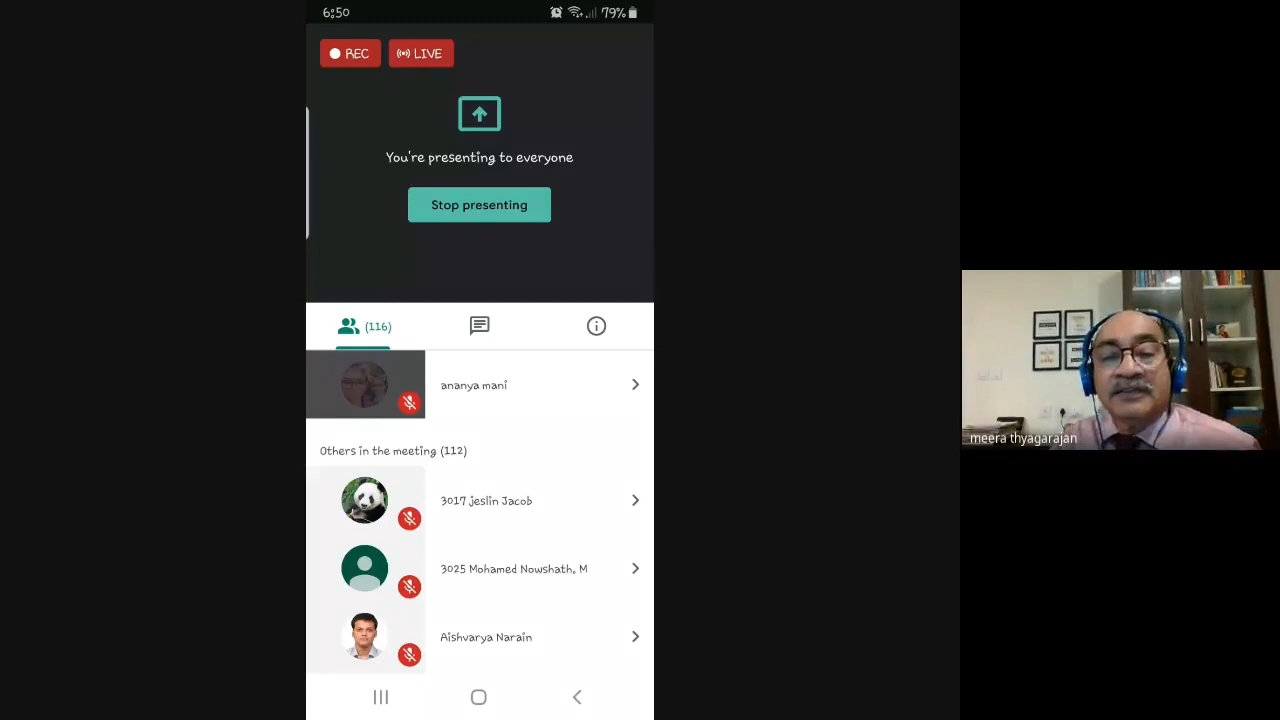 6:50
79%
REC
LIVE
You're presenting to everyone
Stop presenting
(116)
ananya mani
Others in the meeting (112)
3017 jeslin Jacob
3025 Mohamed Nowshath. M
Aishvarya Narain
meera thyagarajan